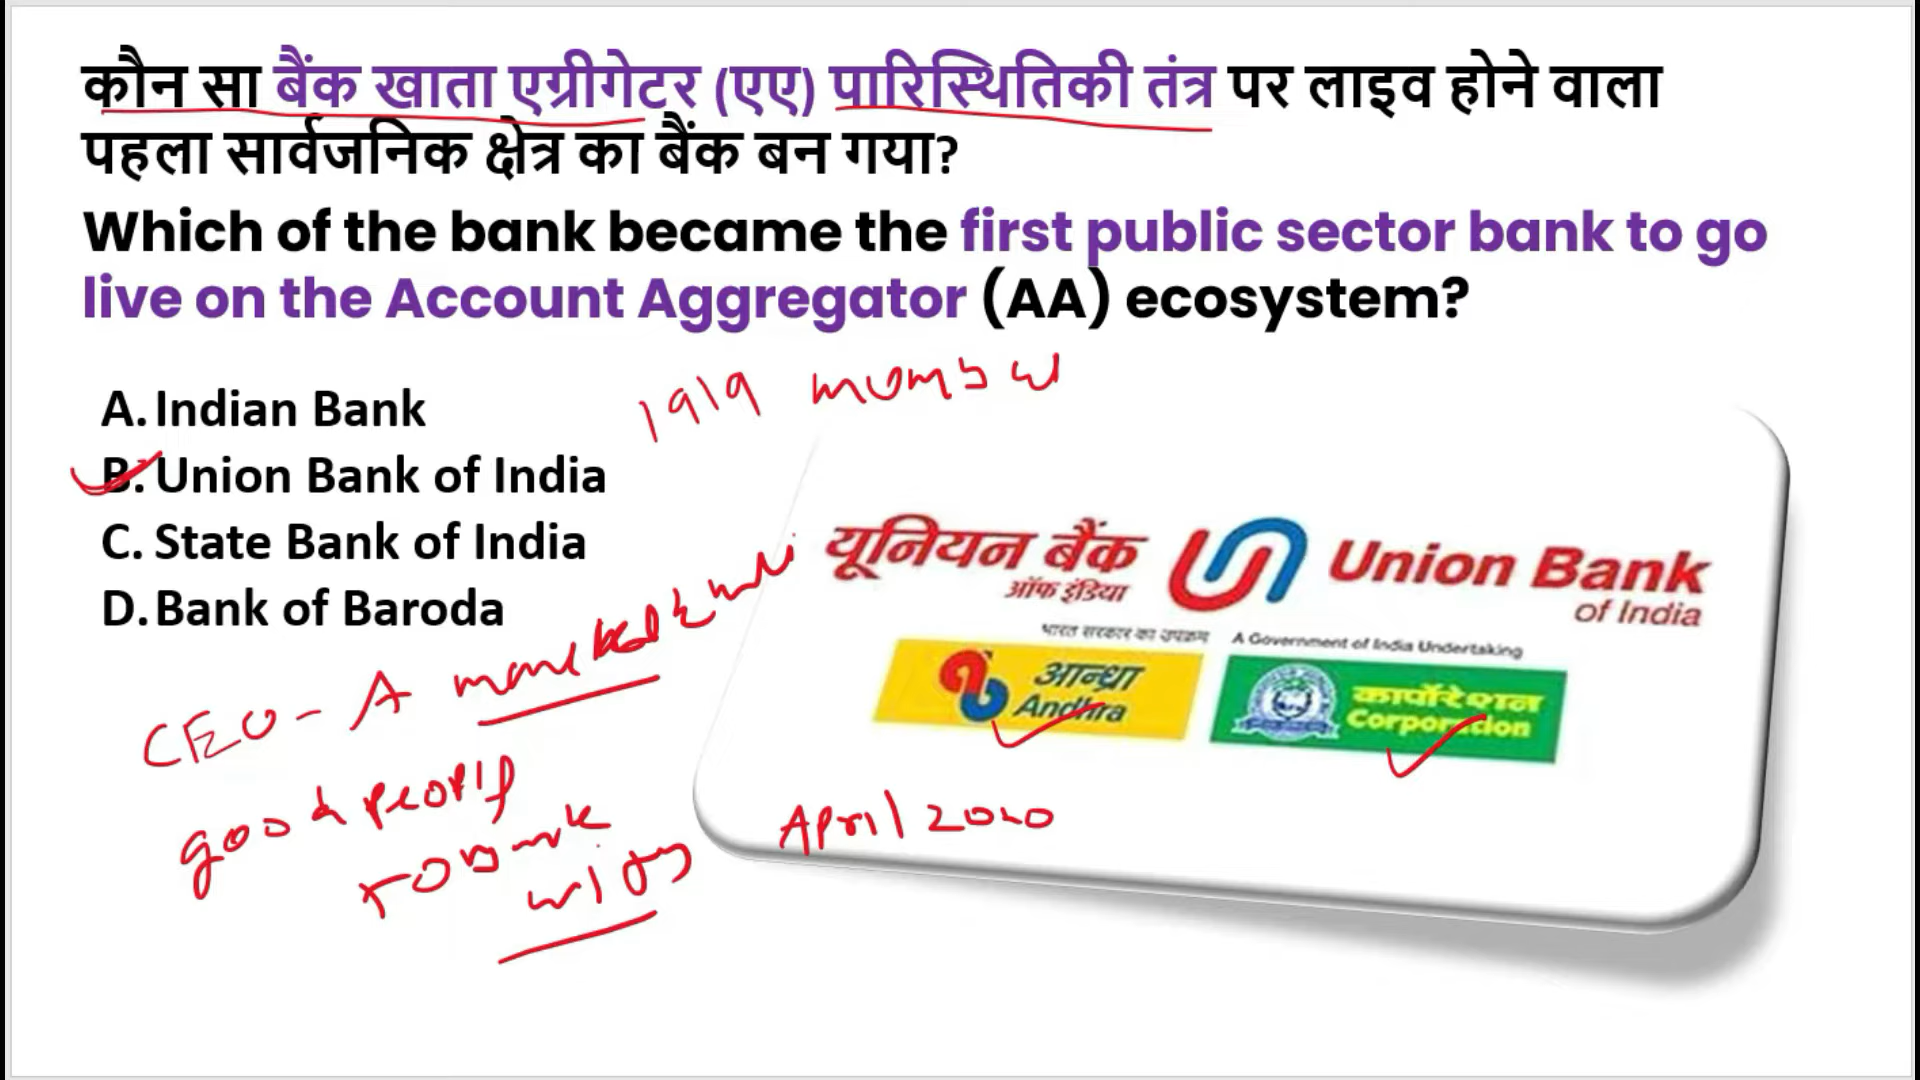 कौन सा बैंक खाता एग्रीगेटर (एए) पारिस्थितिकी तंत्र पर लाइव होने वाला
पहला सार्वजनिक क्षेत्र का बैंक बन गया?
Which of the bank became the first public sector bank to go
live on the Account Aggregator (AA) ecosystem?
1919 mumbai
A. Indian Bank
B. Union Bank of India
C. State Bank of India
D. Bank of Baroda
यूनियन बैंक
ऑफ इंडिया
Union Bank
of India
भारत सरकार का उपक्रम
A Government of India Undertaking
आन्ध्रा
Andhra
कार्पोरेशन
Corporation
CEO - A
good people
to bank
with
April 2020